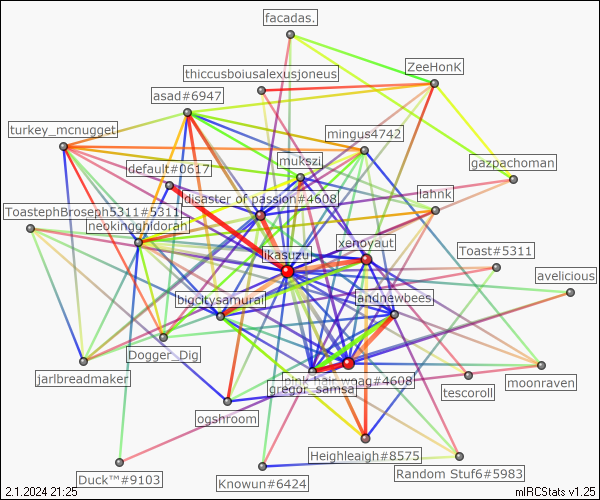 facadas.
thiccusboiusalexusjoneus
ZeeHonK
asad#6947
turkey_mcnugget
mingus4742
mukszi
default#0617
gazpachoman
disaster of passion#4608
lahnk
ToastephBroseph5311#5311
neokingghidorah
xenoyaut
Toast#5311
ikasuzu
avelicious
bigcitysamurai
andnewbees
Dogger_Dig
jarlbreadmaker
pink hair woag#4608
gregor_samsa
moonraven
tescoroll
ogshroom
Heighleigh#8575
Random Stuf6#5983
Duck™#9103
Knowun#6424
2.1.2024 21:25
mIRCStats v1.25